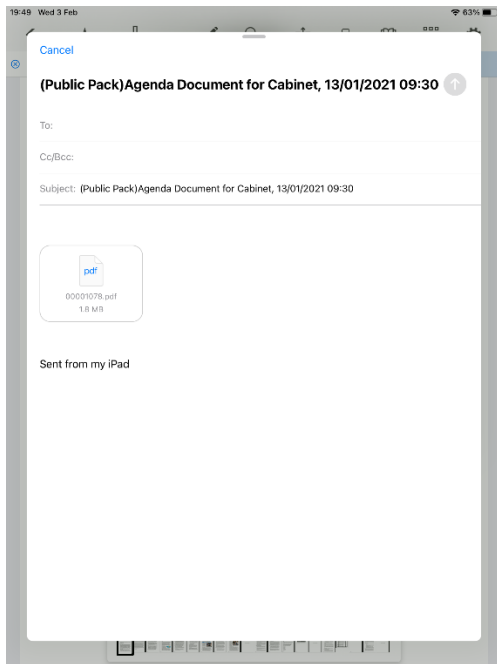 19:49 Wed 3 Feb 63%
Cancel
(Public Pack)Agenda Document for Cabinet, 13/01/2021 09:30
To:
Cc/Bcc:
Subject: (Public Pack)Agenda Document for Cabinet, 13/01/2021 09:30
pdf
00001078.pdf
1.8 MB
Sent from my iPad